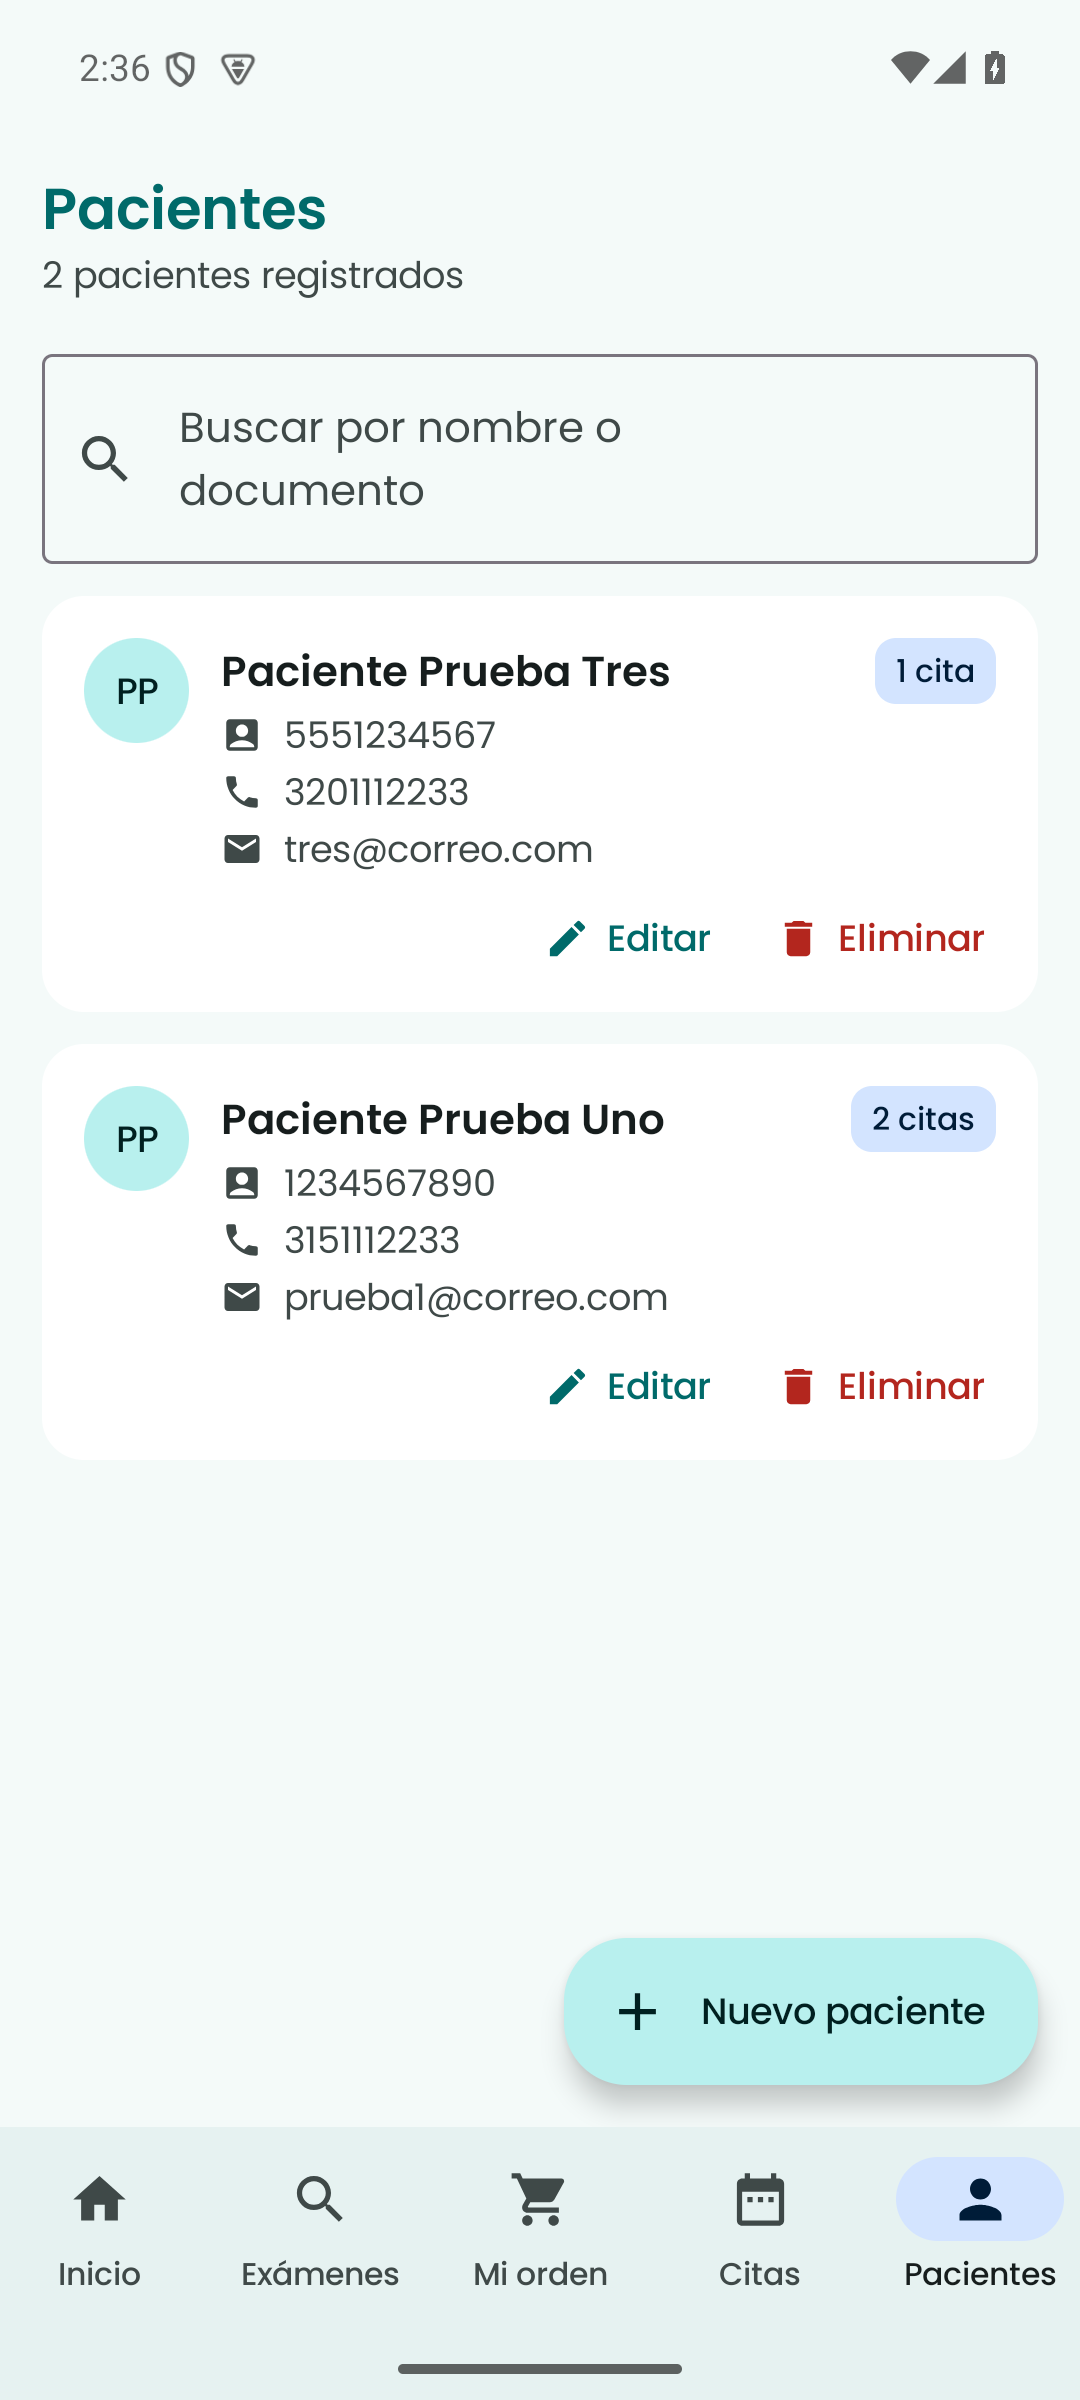 2:36
Pacientes
2 pacientes registrados
Buscar por nombre o
documento
PP
Paciente Prueba Tres
1 cita
5551234567
3201112233
tres@correo.com
Editar
Eliminar
PP
Paciente Prueba Uno
2 citas
1234567890
3151112233
prueba1@correo.com
Editar
Eliminar
Nuevo paciente
Inicio
Exámenes
Mi orden
Citas
Pacientes